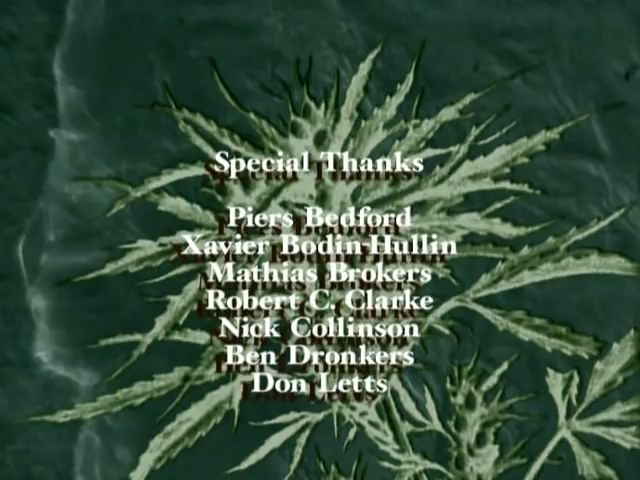 Special Thanks
Piers Bedford
Xavier Bodin-Hullin
Mathias Brokers
Robert C. Clarke
Nick Collinson
Ben Dronkers
Don Letts